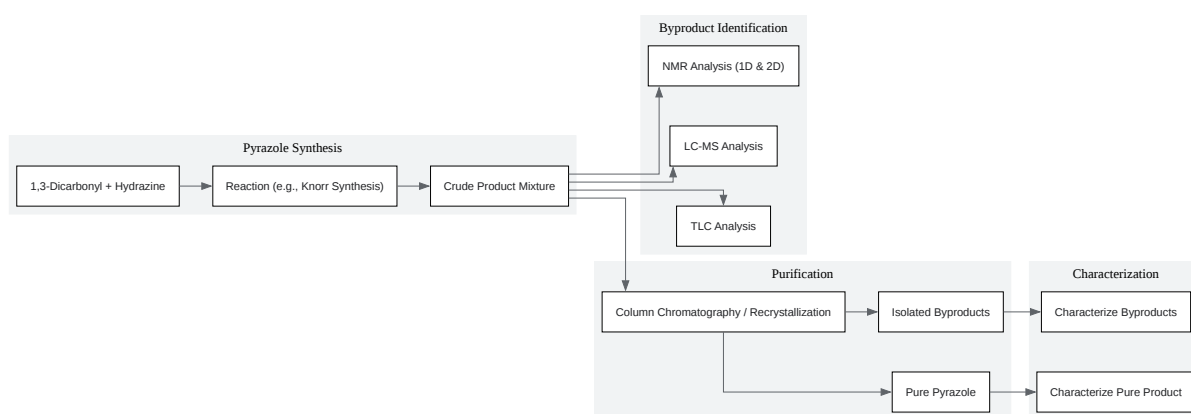 Byproduct Identification
NMR Analysis (1D & 2D)
LC-MS Analysis
TLC Analysis
Pyrazole Synthesis
1,3-Dicarbonyl + Hydrazine
Reaction (e.g., Knorr Synthesis)
Crude Product Mixture
Purification
Column Chromatography / Recrystallization
Isolated Byproducts
Pure Pyrazole
Characterization
Characterize Byproducts
Characterize Pure Product